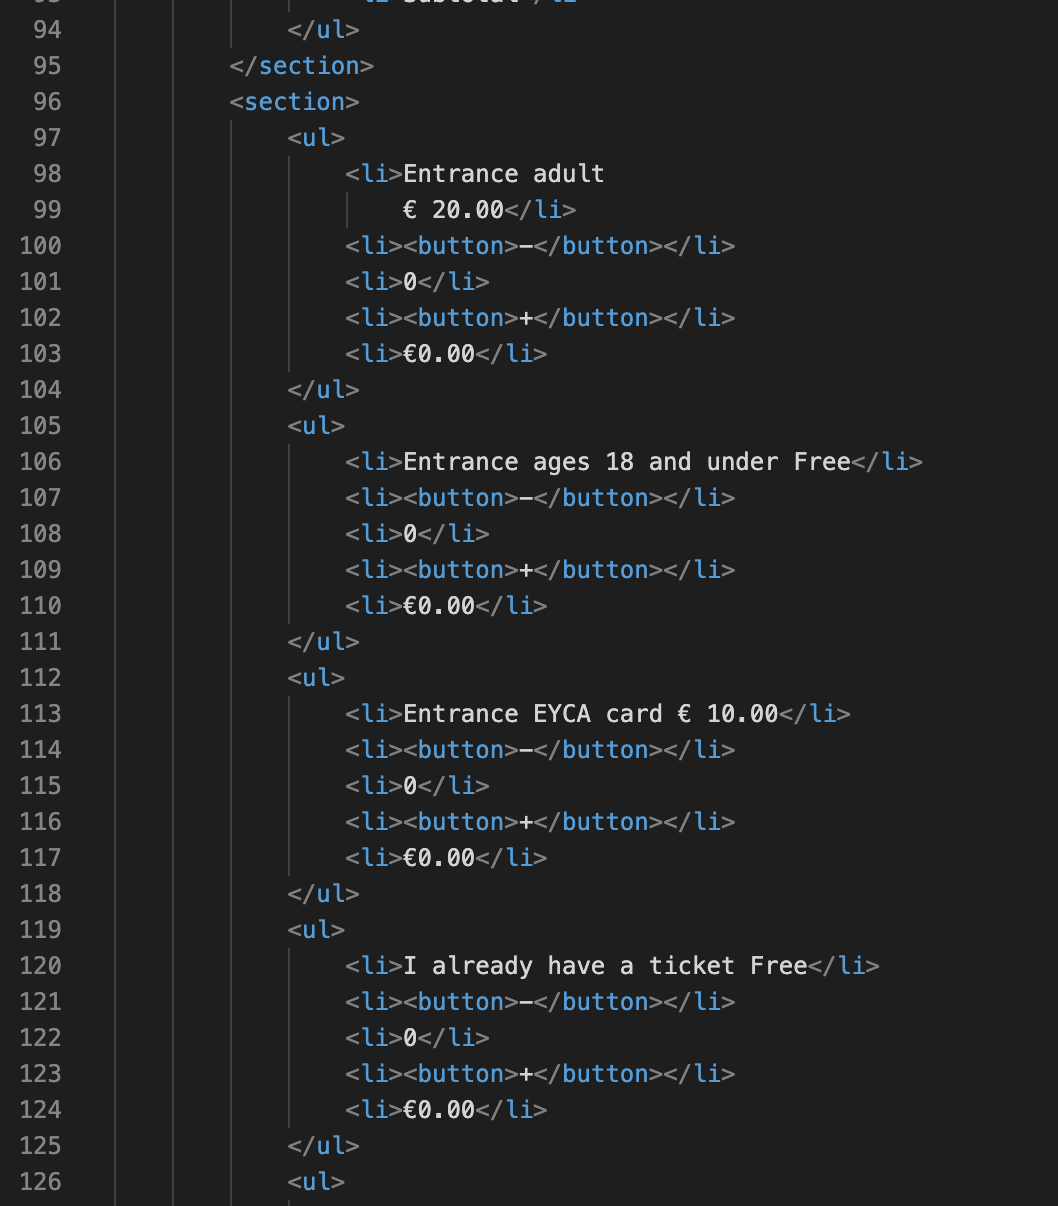 94 </ul>
95 </section>
96 <section>
97 <ul>
98 <li>Entrance adult
99 € 20.00</li>
100 <li><button>–</button></li>
101 <li>0</li>
102 <li><button>+</button></li>
103 <li>€0.00</li>
104 </ul>
105 <ul>
106 <li>Entrance ages 18 and under Free</li>
107 <li><button>–</button></li>
108 <li>0</li>
109 <li><button>+</button></li>
110 <li>€0.00</li>
111 </ul>
112 <ul>
113 <li>Entrance EYCA card € 10.00</li>
114 <li><button>–</button></li>
115 <li>0</li>
116 <li><button>+</button></li>
117 <li>€0.00</li>
118 </ul>
119 <ul>
120 <li>I already have a ticket Free</li>
121 <li><button>–</button></li>
122 <li>0</li>
123 <li><button>+</button></li>
124 <li>€0.00</li>
125 </ul>
126 <ul>